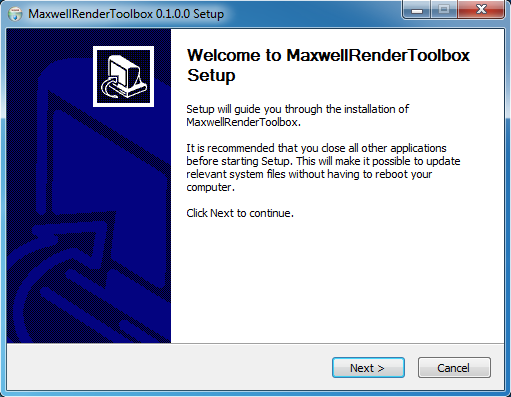 MaxwellRenderToolbox 0.1.0.0 Setup
Welcome to MaxwellRenderToolbox
Setup
Setup will guide you through the installation of
MaxwellRenderToolbox.
It is recommended that you close all other applications
before starting Setup. This will make it possible to update
relevant system files without having to reboot your
computer.
Click Next to continue.
Next >
Cancel